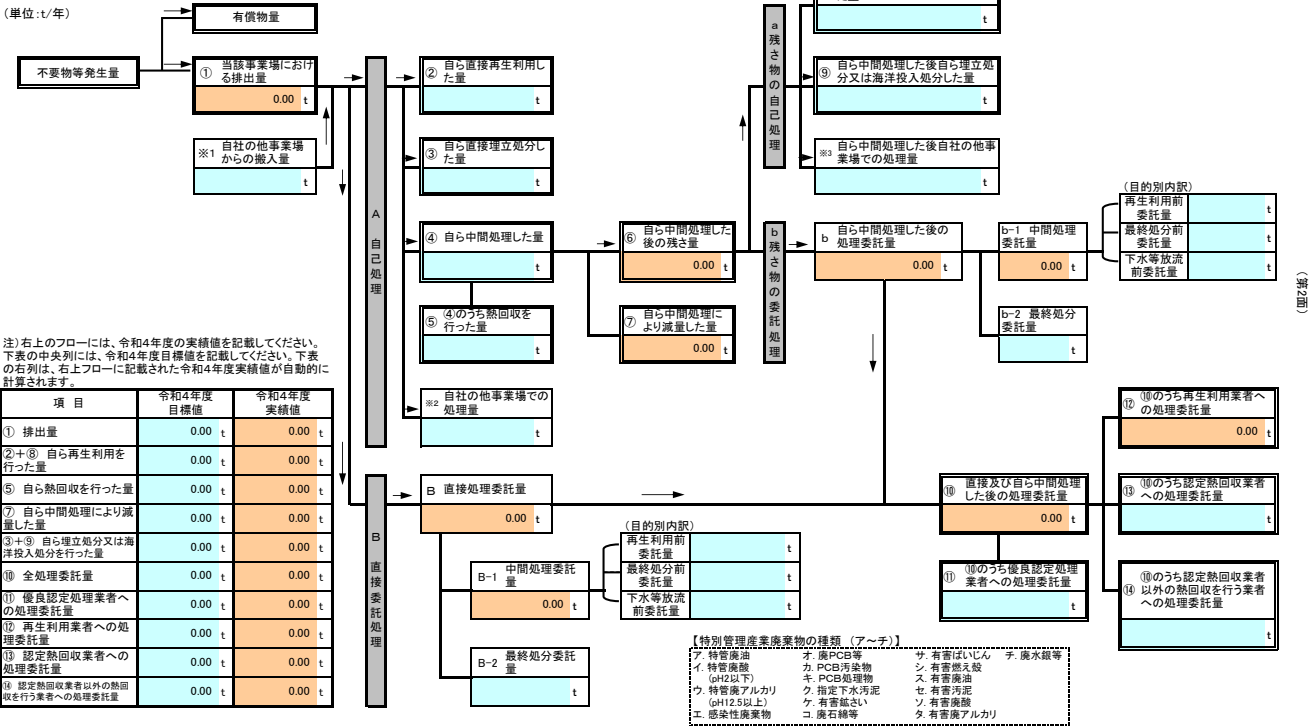 (単位:t/年)
有償物量
不要物等発生量
① 当該事業場におけ
る排出量
0.00 t
※1 自社の他事業場
からの搬入量
t
A 自己処理
② 自ら直接再生利用し
た量
t
③ 自ら直接埋立処分し
た量
t
④ 自ら中間処理した量
t
⑤ ④のうち熱回収を
行った量
t
※2 自社の他事業場での
処理量
t
⑥ 自ら中間処理した
後の残さ量
0.00 t
⑦ 自ら中間処理に
より減量した量
0.00 t
a 残さ物の自己処理
t
⑨ 自ら中間処理した後自ら埋立処
分又は海洋投入処分した量
t
※3 自ら中間処理した後自社の他事
業場での処理量
t
b 残さ物の委託処理
b 自ら中間処理した後の
処理委託量
0.00 t
b-1 中間処理
委託量
0.00 t
(目的別内訳)
再生利用前
委託量 t
最終処分前
委託量 t
下水等放流
前委託量 t
b-2 最終処分
委託量
t
(第2面)
注)右上のフローには、令和4年度の実績値を記載してください。
下表の中央列には、令和4年度目標値を記載してください。下表
の右列は、右上フローに記載された令和4年度実績値が自動的に
計算されます。
項 目 令和4年度
目標値 令和4年度
実績値
① 排出量 0.00 t 0.00 t
②+⑧ 自ら再生利用を
行った量 0.00 t 0.00 t
⑤ 自ら熱回収を行った量 0.00 t 0.00 t
⑦ 自ら中間処理により減
量した量 0.00 t 0.00 t
③+⑨ 自ら埋立処分又は海
洋投入処分を行った量 0.00 t 0.00 t
⑩ 全処理委託量 0.00 t 0.00 t
⑪ 優良認定処理業者へ
の処理委託量 0.00 t 0.00 t
⑫ 再生利用業者への処
理委託量 0.00 t 0.00 t
⑬ 認定熱回収業者への
処理委託量 0.00 t 0.00 t
⑭ 認定熱回収業者以外の熱回
収を行う業者への処理委託量 0.00 t 0.00 t
B 直接委託処理
B 直接処理委託量
0.00 t
B-1 中間処理委託
量
0.00 t
(目的別内訳)
再生利用前
委託量 t
最終処分前
委託量 t
下水等放流
前委託量 t
B-2 最終処分委託
量
t
⑩ 直接及び自ら中間処理
した後の処理委託量
0.00 t
⑪ ⑩のうち優良認定処理
業者への処理委託量
t
⑫ ⑩のうち再生利用業者へ
の処理委託量
0.00 t
⑬ ⑩のうち認定熱回収業者
への処理委託量
t
⑭ ⑩のうち認定熱回収業者
以外の熱回収を行う業者
への処理委託量
t
【特別管理産業廃棄物の種類 (ア~チ)】
ア. 特管廃油 オ. 廃PCB等 サ. 有害ばいじん チ. 廃水銀等
イ. 特管廃酸 カ. PCB汚染物 シ. 有害燃え殻
(pH2以下) キ. PCB処理物 ス. 有害廃油
ウ. 特管廃アルカリ ク. 指定下水汚泥 セ. 有害汚泥
(pH12.5以上) ケ. 有害鉱さい ソ. 有害廃酸
エ. 感染性廃棄物 コ. 廃石綿等 タ. 有害廃アルカリ